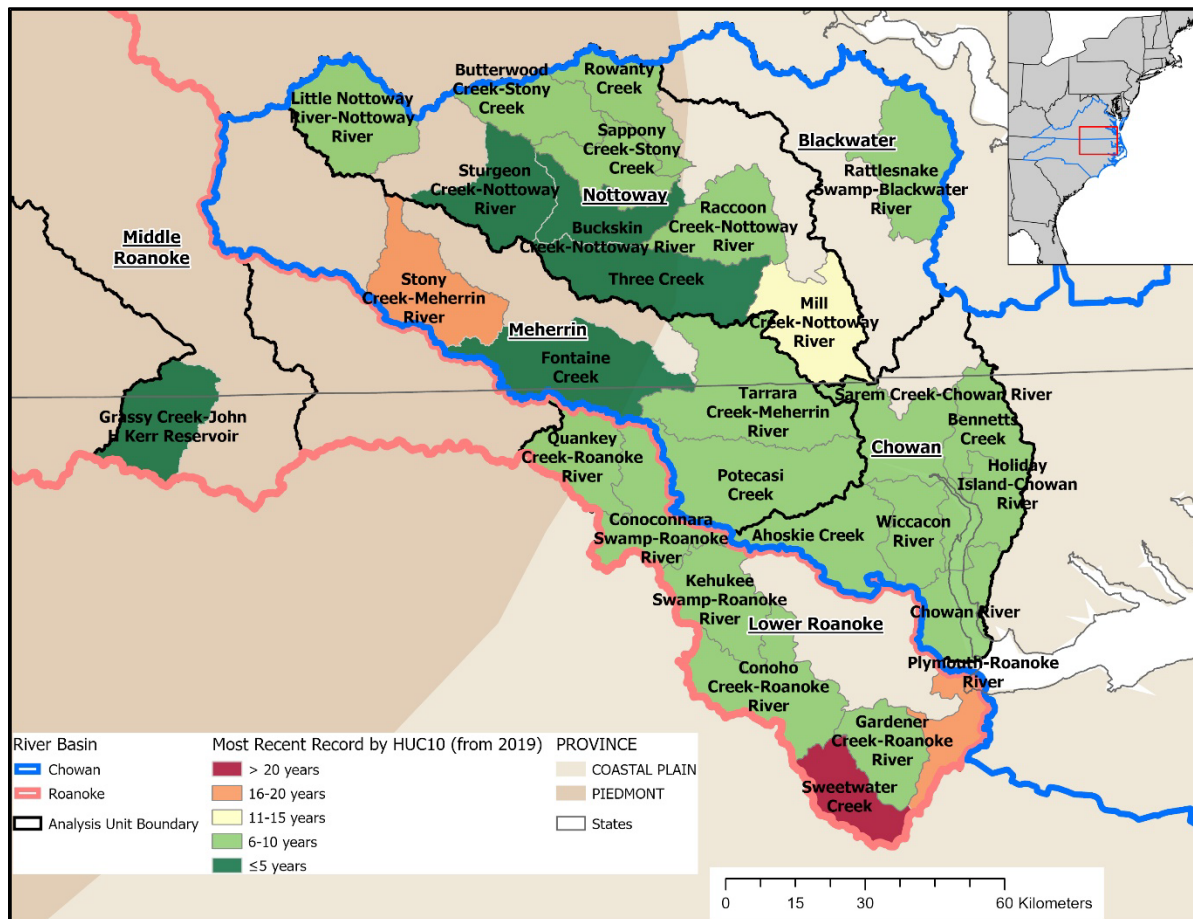 Butterwood
Creek-Stony
Creek
Rowanty
Creek
Little Nottoway
River-Nottoway
River
Sappony
Creek-Stony
Creek
Blackwater
Rattlesnake
Swamp-Blackwater
River
Sturgeon
Creek-Nottoway
River
Nottoway
Raccoon
Creek-Nottoway
River
Buckskin
Creek-Nottoway River
Middle
Roanoke
Three Creek
Stony
Creek-Meherrin
River
Mill
Creek-Nottoway
River
Meherrin
Fontaine
Creek
Tarrara
Creek-Meherrin
River
Sarem Creek-Chowan River
Bennetts
Creek
Grassy Creek-John
H Kerr Reservoir
Quankey
Creek-Roanoke
River
Chowan
Holiday
Island-Chowan
River
Potecasi
Creek
Conoconnara
Swamp-Roanoke
River
Ahoskie Creek
Wiccacon
River
Kehukee
Swamp-Roanoke
River
Chowan River
Lower Roanoke
Plymouth-Roanoke
River
Conoho
Creek-Roanoke
River
Gardener
Creek-Roanoke
River
Sweetwater
Creek
River Basin
Chowan
Roanoke
Analysis Unit Boundary
Most Recent Record by HUC10 (from 2019)
> 20 years
16-20 years
11-15 years
6-10 years
≤5 years
PROVINCE
COASTAL PLAIN
PIEDMONT
States
0 15 30 60 Kilometers